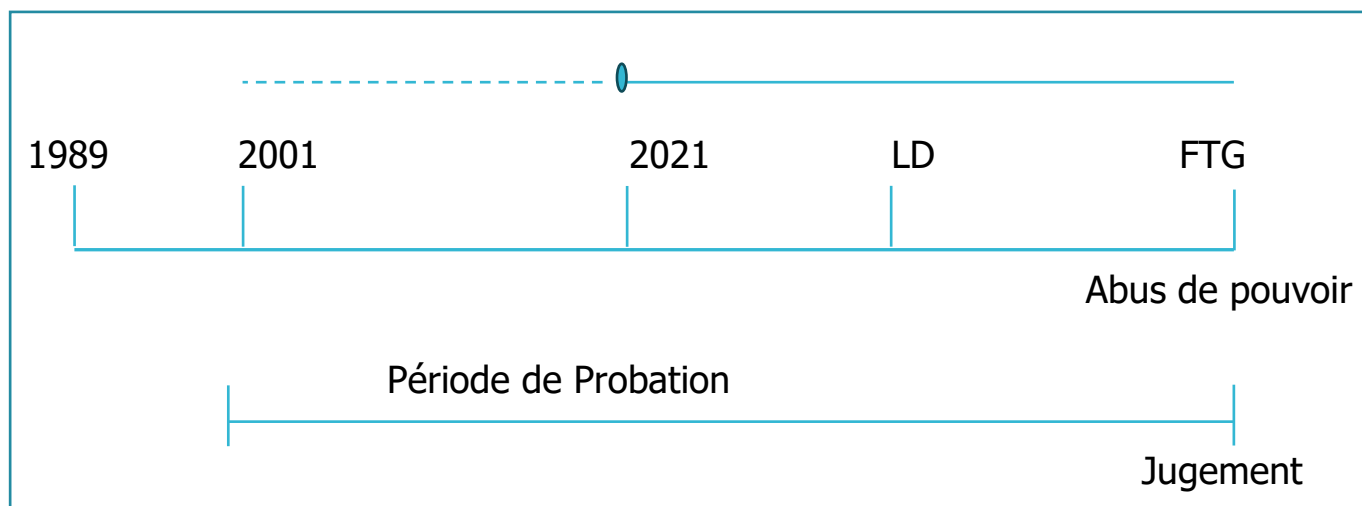 1989 2001 2021 LD FTG
Abus de pouvoir
Période de Probation
Jugement